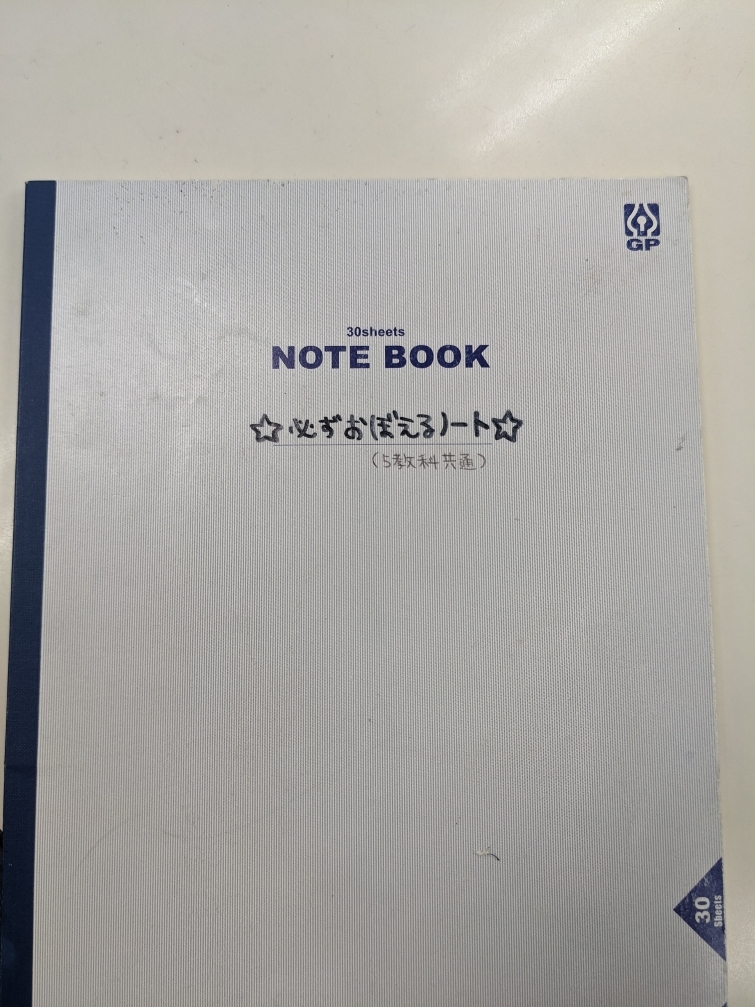 GP
30sheets
NOTE BOOK
☆必ずおぼえるノート☆
(5教科共通)
30
Sheets